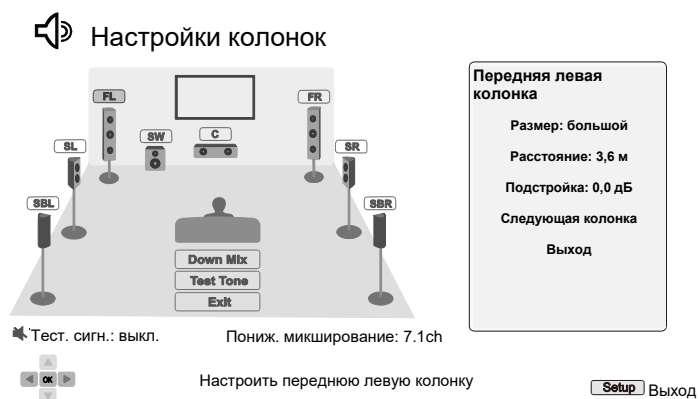 Настройки колонок
FL
FR
SW
C
SL
SR
SBL
SBR
Down Mix
Test Tone
Exit
Передняя левая
колонка
Размер: большой
Расстояние: 3,6 м
Подстройка: 0,0 дБ
Следующая колонка
Выход
Тест. сигн.: выкл.
Пониж. микширование: 7.1ch
OK
Настроить переднюю левую колонку
Setup Выход